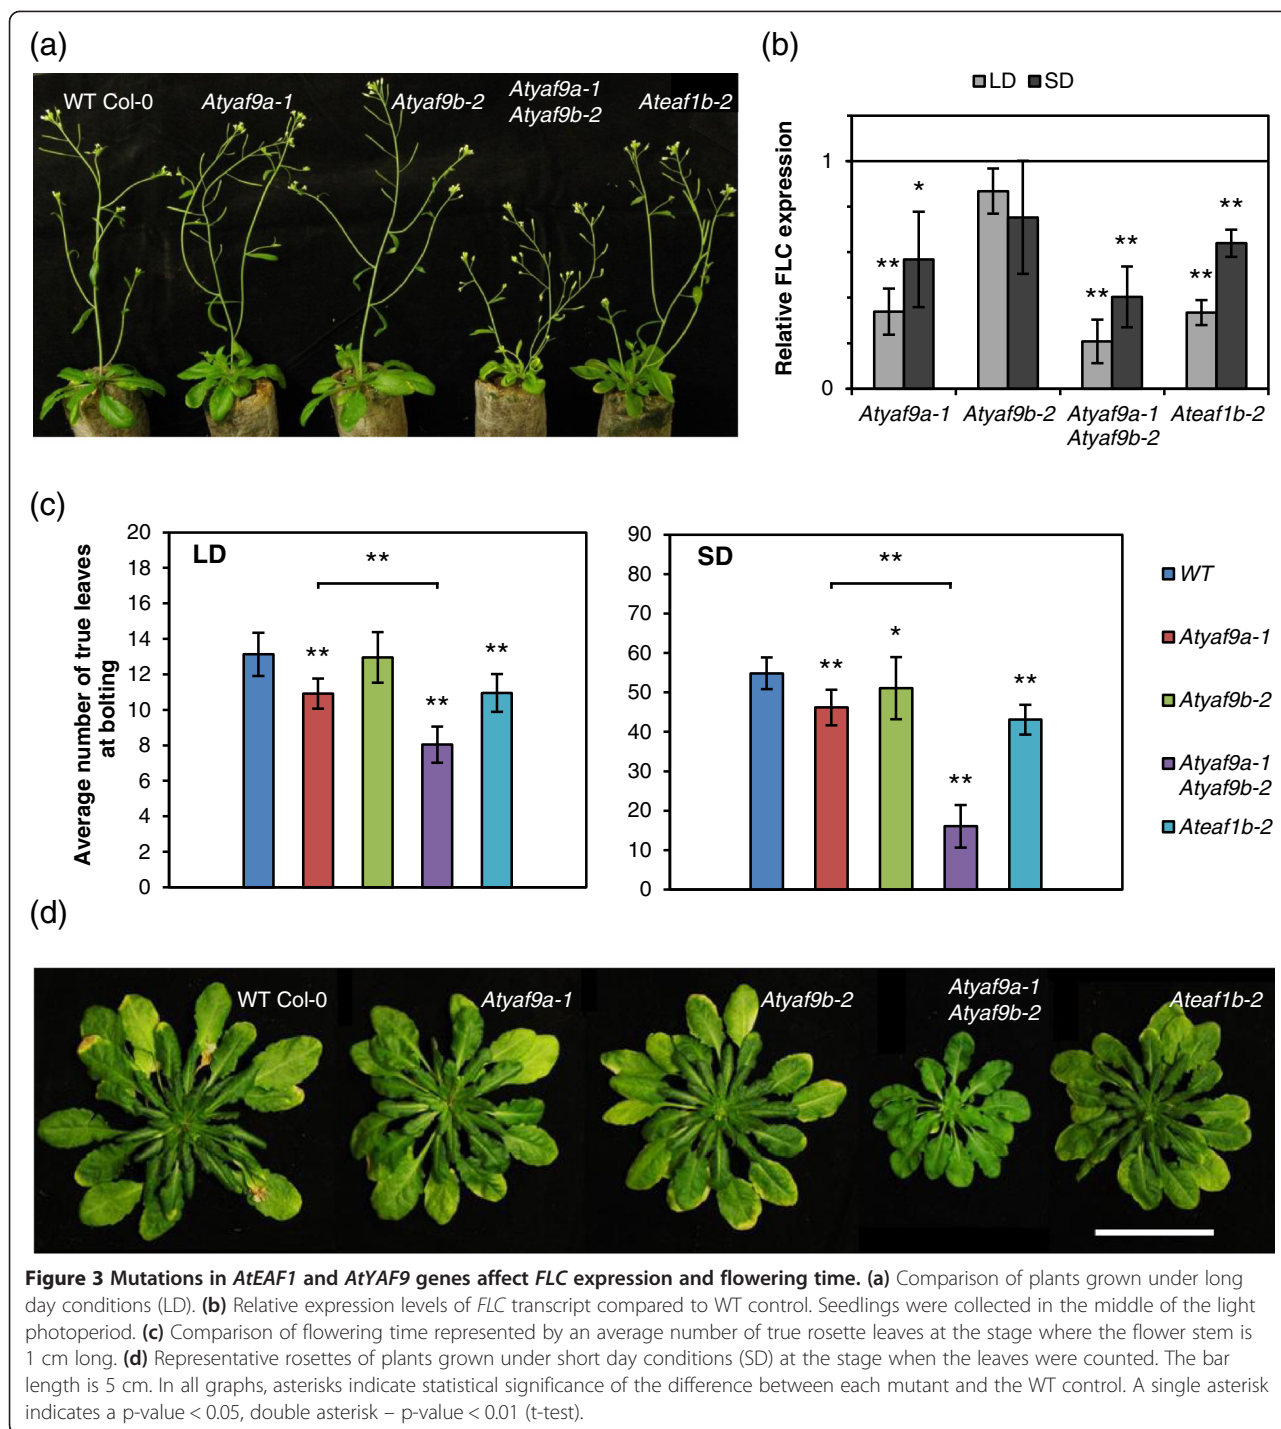 (a)
WT Col-0
Atyaf9a-1
Atyaf9b-2
Atyaf9a-1
Atyaf9b-2
Ateaf1b-2
(b)
LD
SD
Relative FLC expression
1
0
**
*
**
**
**
**
Atyaf9a-1
Atyaf9b-2
Atyaf9a-1
Atyaf9b-2
Ateaf1b-2
(c)
Average number of true leaves
at bolting
20
18
16
14
12
10
8
6
4
2
0
LD
**
**
**
**
90
80
70
60
50
40
30
20
10
0
SD
**
**
*
**
**
WT
Atyaf9a-1
Atyaf9b-2
Atyaf9a-1
Atyaf9b-2
Ateaf1b-2
(d)
WT Col-0
Atyaf9a-1
Atyaf9b-2
Atyaf9a-1
Atyaf9b-2
Ateaf1b-2
Figure 3 Mutations in AtEAF1 and AtYAF9 genes affect FLC expression and flowering time. (a) Comparison of plants grown under long
day conditions (LD). (b) Relative expression levels of FLC transcript compared to WT control. Seedlings were collected in the middle of the light
photoperiod. (c) Comparison of flowering time represented by an average number of true rosette leaves at the stage where the flower stem is
1 cm long. (d) Representative rosettes of plants grown under short day conditions (SD) at the stage when the leaves were counted. The bar
length is 5 cm. In all graphs, asterisks indicate statistical significance of the difference between each mutant and the WT control. A single asterisk
indicates a p-value < 0.05, double asterisk – p-value < 0.01 (t-test).